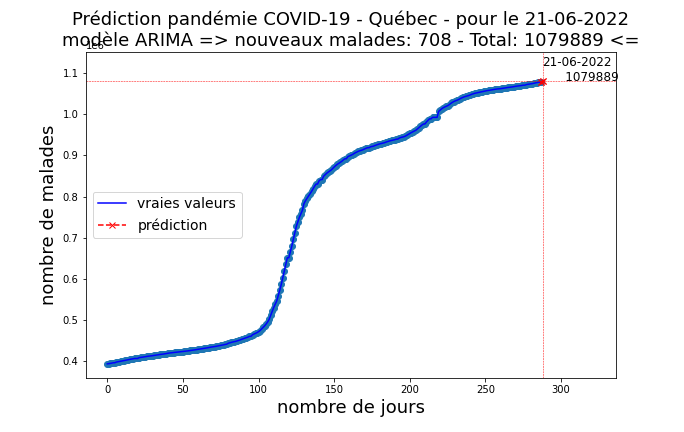 Prédiction pandémie COVID-19 - Québec - pour le 21-06-2022
modèle ARIMA => nouveaux malades: 708 - Total: 1079889 <=
1e6
21-06-2022
1079889
1.1
1.0
0.9
0.8
0.7
0.6
0.5
0.4
nombre de malades
vraies valeurs
prédiction
0 50 100 150 200 250 300
nombre de jours